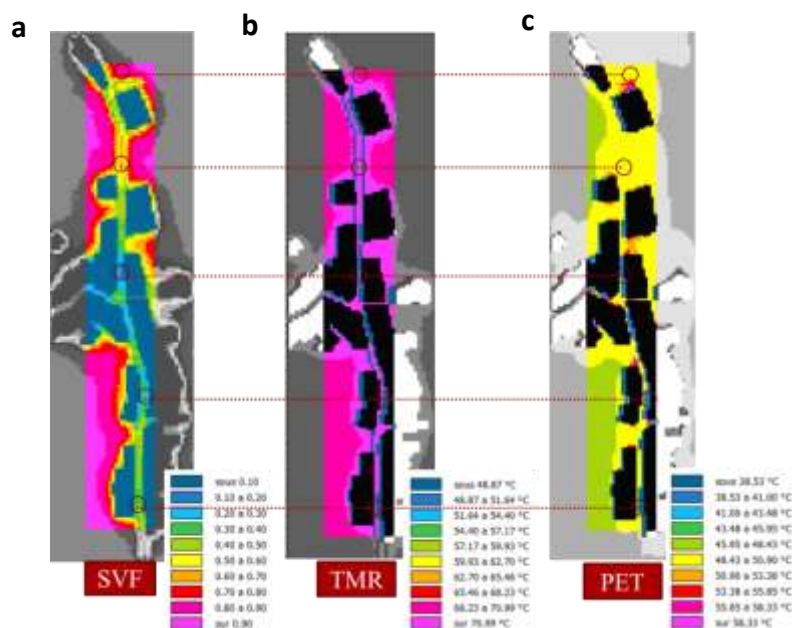 a
b
c
sous 0.10
0.10 à 0.20
0.20 à 0.30
0.30 à 0.40
0.40 à 0.50
0.50 à 0.60
0.60 à 0.70
0.70 à 0.80
0.80 à 0.90
sur 0.90
SVF
sous 48.87 °C
48.87 à 51.64 °C
51.64 à 54.40 °C
54.40 à 57.17 °C
57.17 à 59.93 °C
59.93 à 62.70 °C
62.70 à 65.46 °C
65.46 à 68.23 °C
68.23 à 70.99 °C
sur 70.99 °C
TMR
sous 38.53 °C
38.53 à 41.00 °C
41.00 à 43.48 °C
43.48 à 45.95 °C
45.95 à 48.43 °C
48.43 à 50.90 °C
50.90 à 53.38 °C
53.38 à 55.85 °C
55.85 à 58.33 °C
sur 58.33 °C
PET